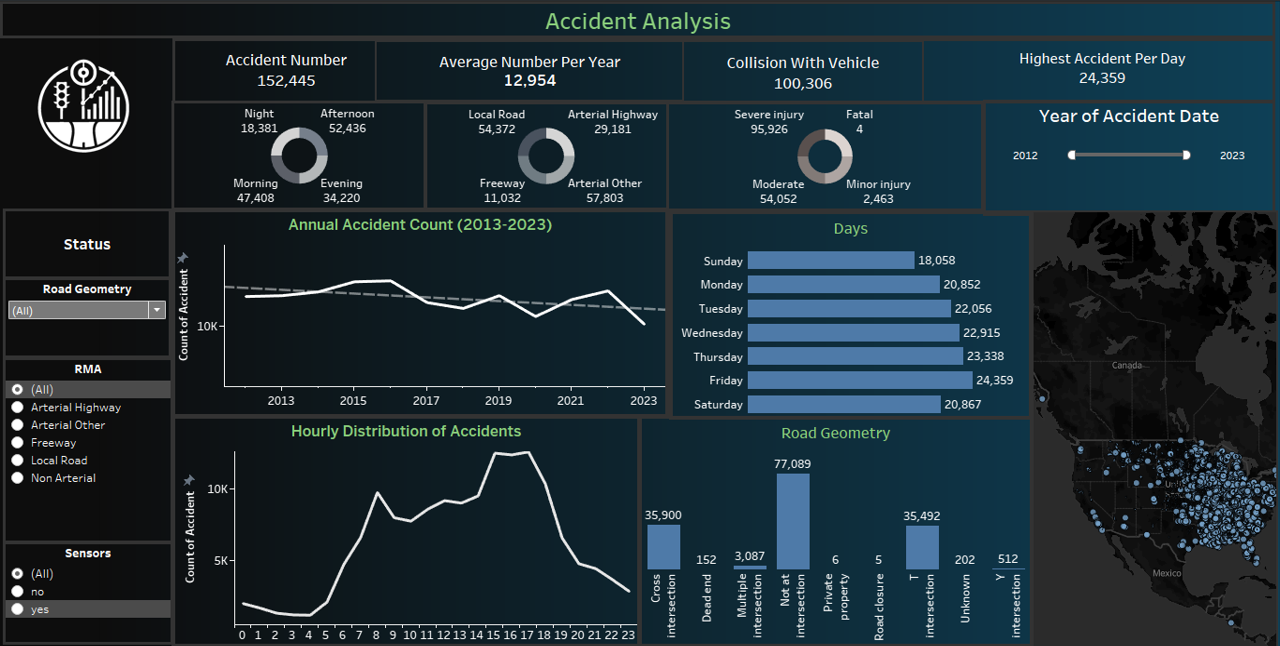 Accident Analysis
Accident Number
152,445
Average Number Per Year
12,954
Collision With Vehicle
100,306
Highest Accident Per Day
24,359
Night
18,381
Afternoon
52,436
Morning
47,408
Evening
34,220
Local Road
54,372
Arterial Highway
29,181
Freeway
11,032
Arterial Other
57,803
Severe injury
95,926
Fatal
4
Moderate
54,052
Minor injury
2,463
Year of Accident Date
2012
2023
Status
Road Geometry
(All)
RMA
(All)
Arterial Highway
Arterial Other
Freeway
Local Road
Non Arterial
Sensors
(All)
no
yes
Annual Accident Count (2013-2023)
Count of Accident
10K
2013 2015 2017 2019 2021 2023
Days
Sunday 18,058
Monday 20,852
Tuesday 22,056
Wednesday 22,915
Thursday 23,338
Friday 24,359
Saturday 20,867
Hourly Distribution of Accidents
Count of Accident
10K
5K
0 1 2 3 4 5 6 7 8 9 10 11 12 13 14 15 16 17 18 19 20 21 22 23
Road Geometry
35,900
152
3,087
77,089
6
5
35,492
202
512
Cross
intersection
Dead end
Multiple
intersection
Not at
intersection
Private
property
Road closure
T
intersection
Unknown
Y
intersection
Canada
Mexico